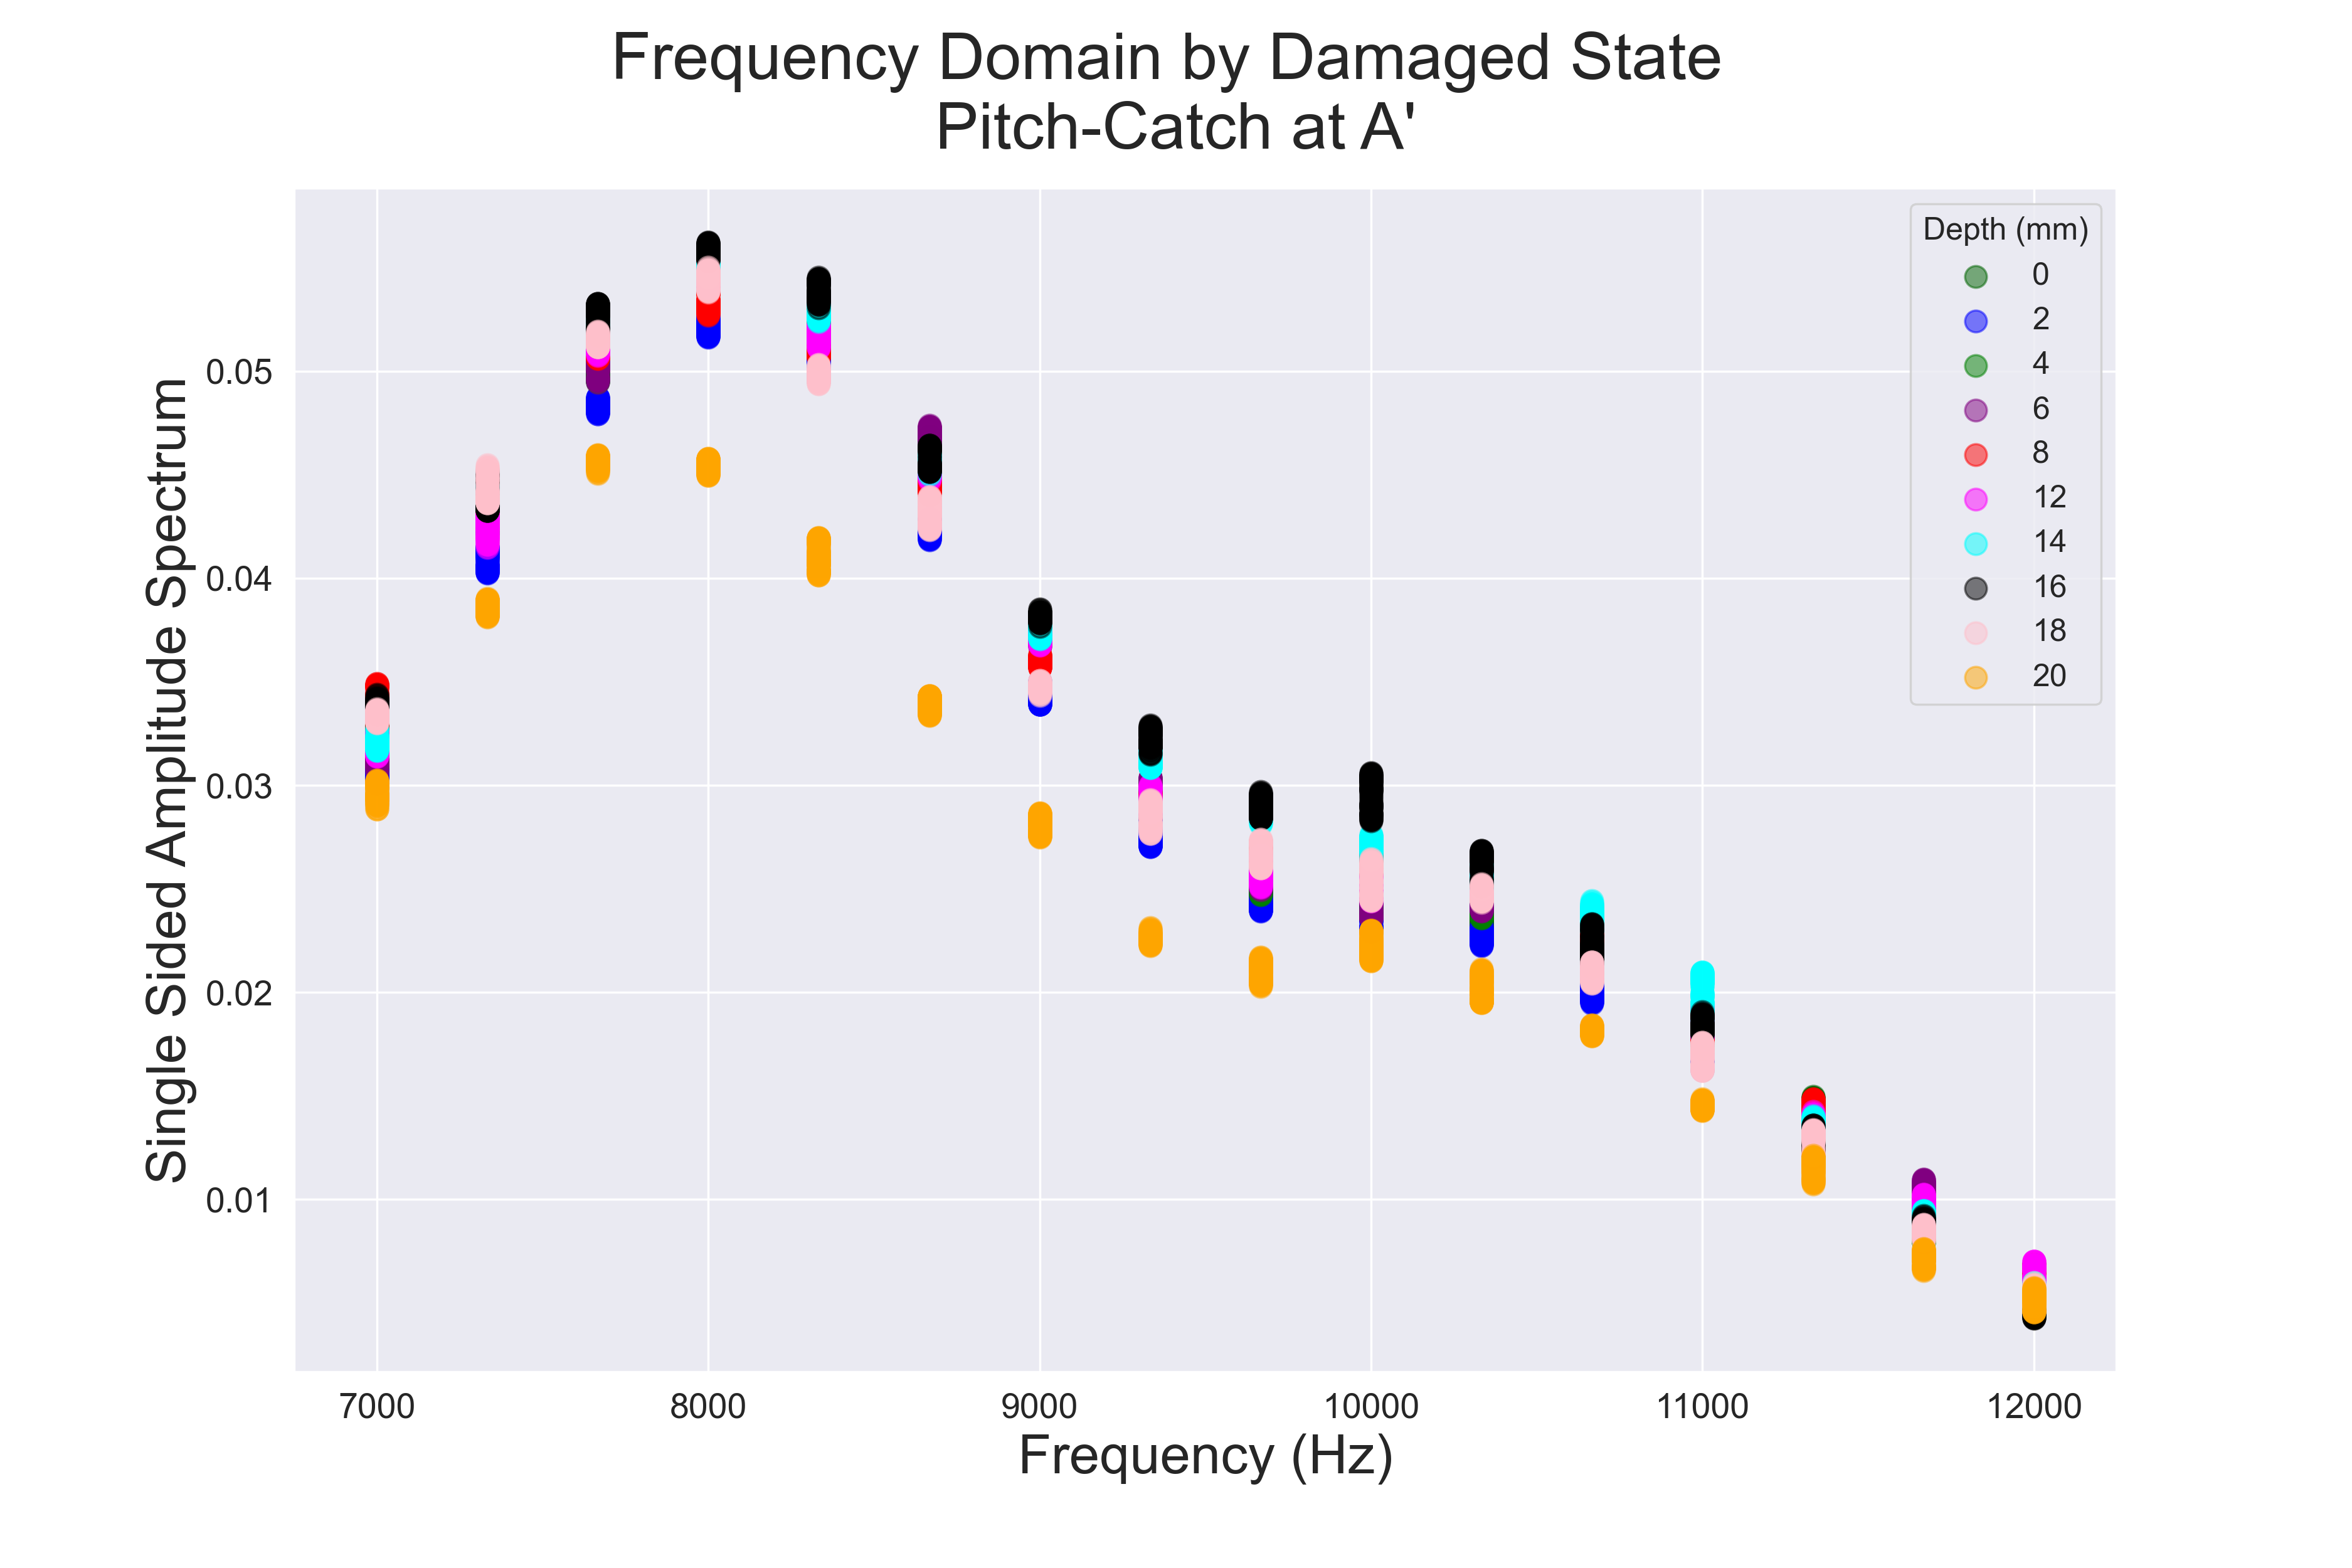 Frequency Domain by Damaged State
Pitch-Catch at A'
Single Sided Amplitude Spectrum
0.05
0.04
0.03
0.02
0.01
Depth (mm)
0
2
4
6
8
12
14
16
18
20
7000 8000 9000 10000 11000 12000
Frequency (Hz)